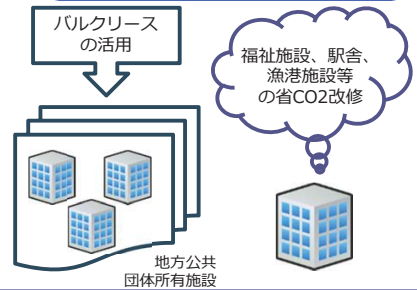 バルクリース
の活用
福祉施設、駅舎、
漁港施設等
の省CO2改修
地方公共
団体所有施設